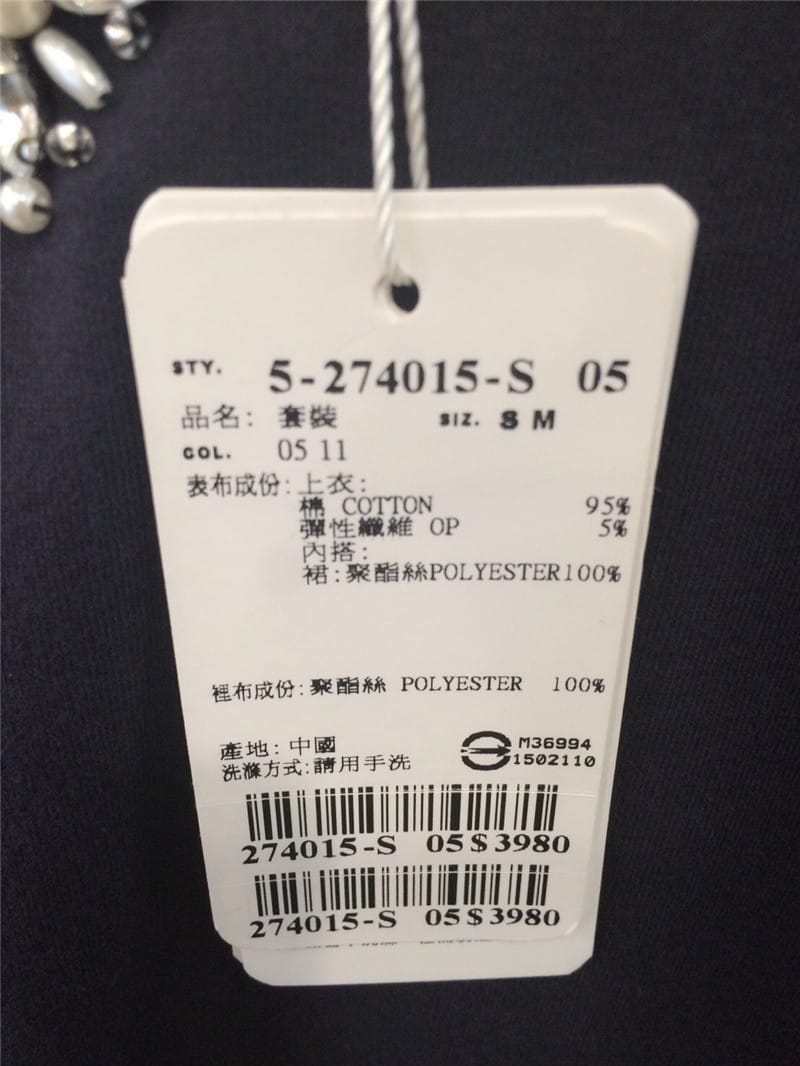 STY. 5-274015-S 05
品名: 套裝 SIZ. S M
COL. 05 11
表布成份: 上衣:
棉 COTTON 95%
彈性纖維 OP 5%
內搭:
裙: 聚酯絲POLYESTER100%
裡布成份: 聚酯絲 POLYESTER 100%
產地: 中國
洗滌方式: 請用手洗
M36994
1502110
274015-S 05$3980
274015-S 05$3980